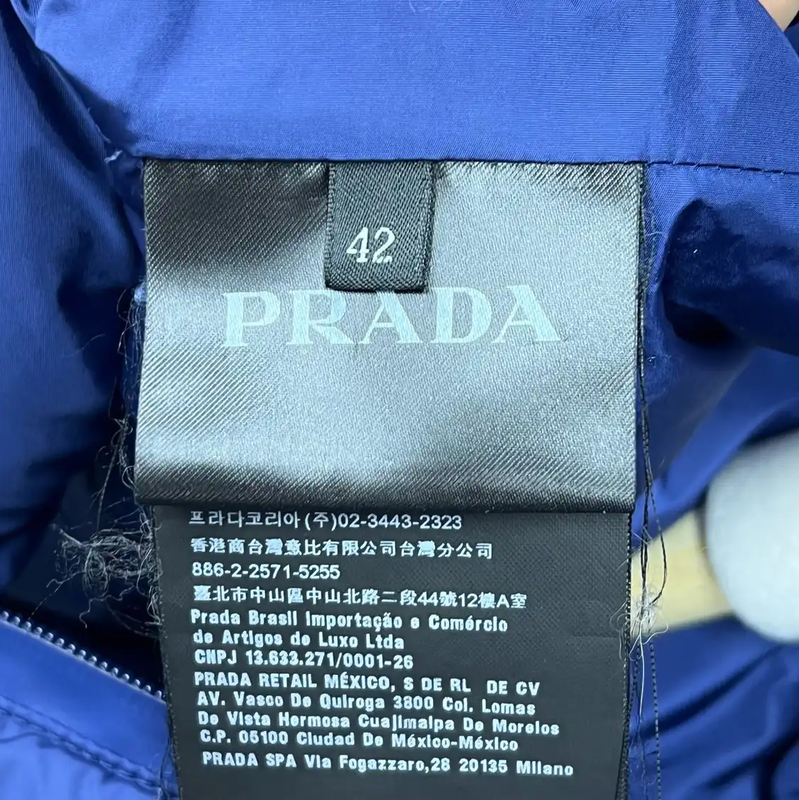 42
PRADA
프라다코리아(주)02-3443-2323
香港商台灣意比有限公司台灣分公司
886-2-2571-5255
臺北市中山區中山北路二段44號12樓A室
Prada Brasil Importação e Comércio
de Artigos de Luxo Ltda
CNPJ 13.633.271/0001-26
PRADA RETAIL MÉXICO, S DE RL DE CV
AV. Vasco De Quiroga 3800 Col. Lomas
De Vista Hermosa Cuajimalpa De Morelos
C.P. 05100 Ciudad De México-México
PRADA SPA Via Fogazzaro,28 20135 Milano